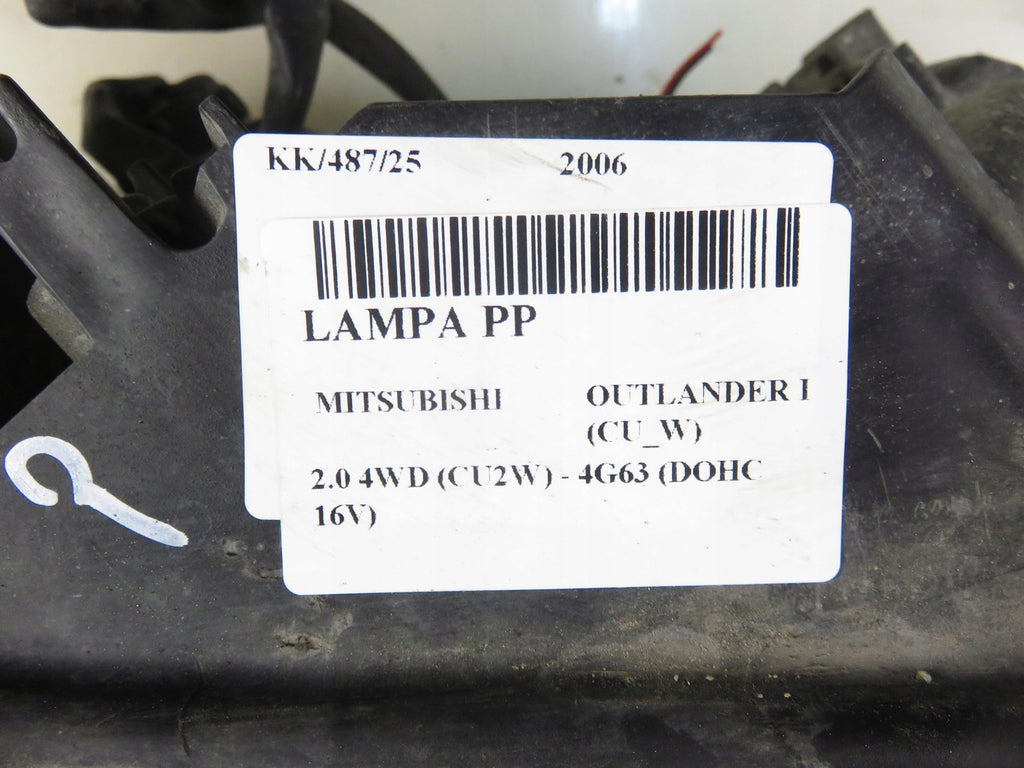 KK/487/25 2006
LAMPA PP
MITSUBISHI OUTLANDER I
(CU_W)
2.0 4WD (CU2W) - 4G63 (DOHC
16V)